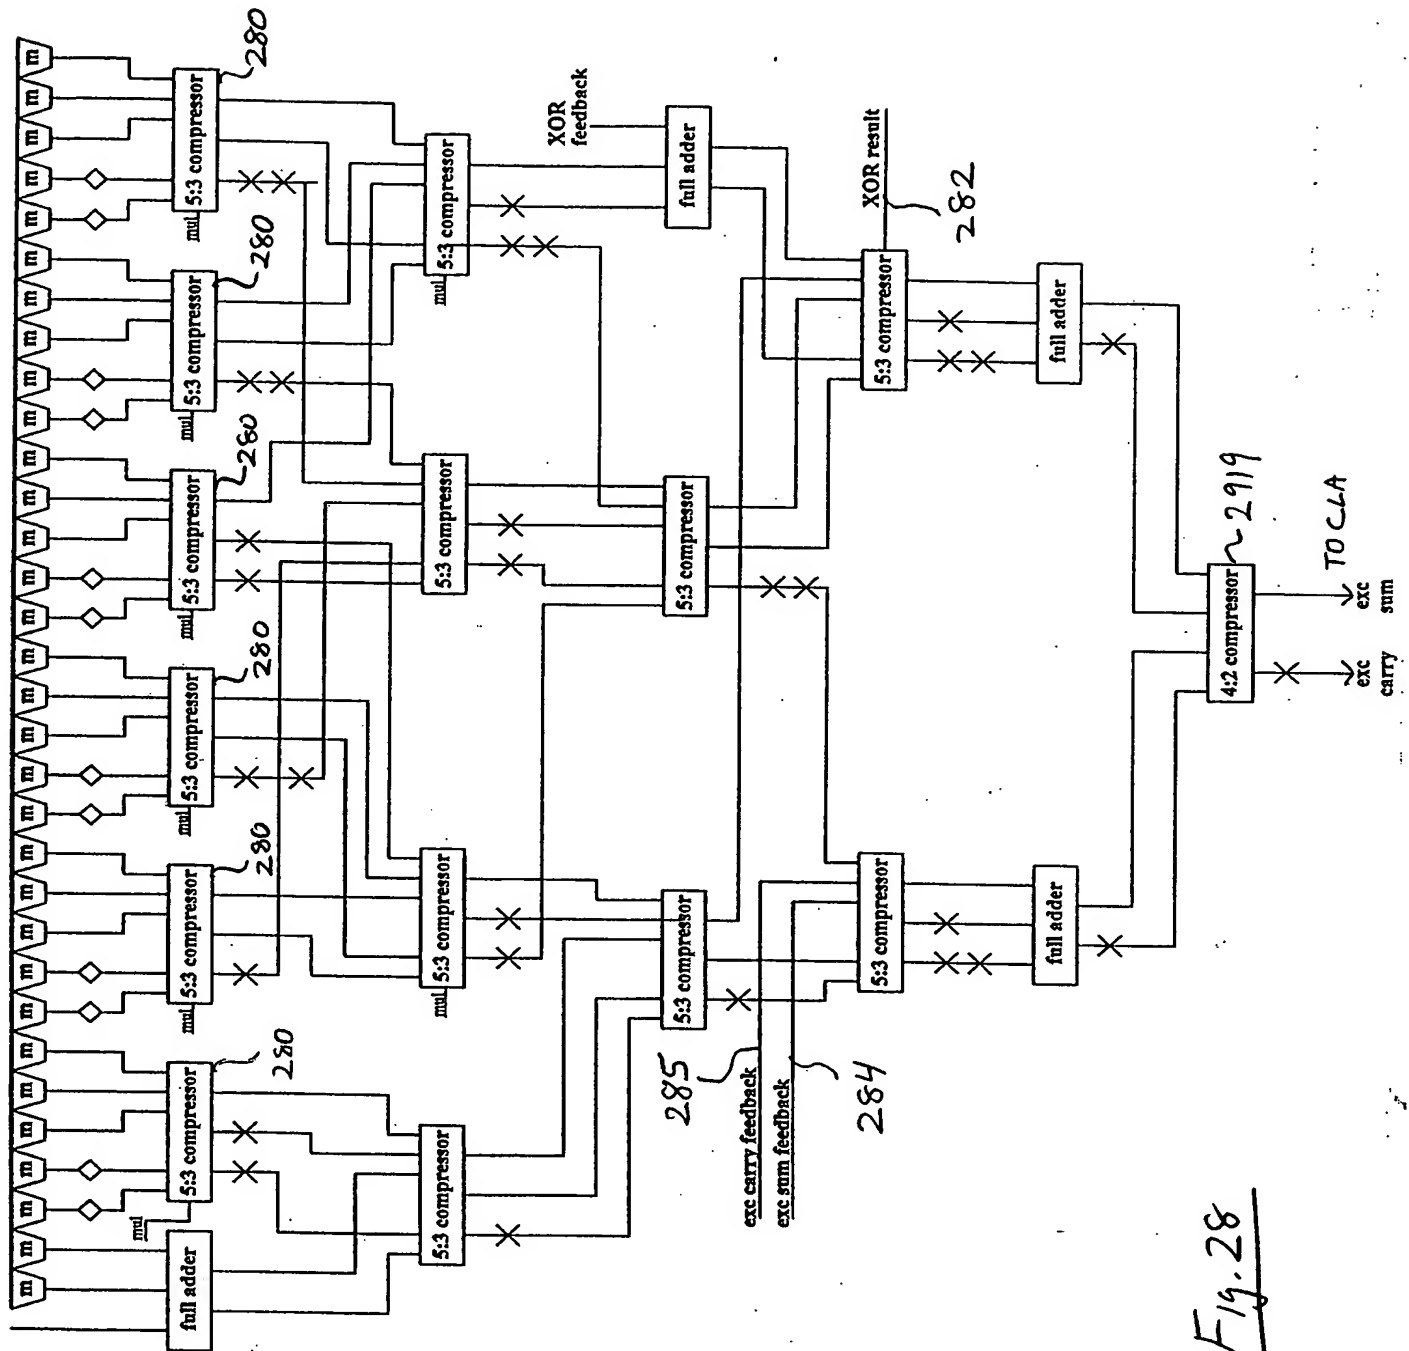 m m m m m m m m m m m m m m m m m m m m m m m m m m m m m m m m
full adder
mul
5:3 compressor
280
mul
5:3 compressor
280
mul
5:3 compressor
280
mul
5:3 compressor
280
mul
5:3 compressor
280
mul
5:3 compressor
280
5:3 compressor
mul
5:3 compressor
5:3 compressor
mul
5:3 compressor
5:3 compressor
5:3 compressor
full adder
XOR
feedback
285
exc carry feedback
exc sum feedback
284
5:3 compressor
5:3 compressor
XOR result
282
full adder
full adder
4:2 compressor
2919
TO CLA
exc
carry
exc
sum
Fig. 28